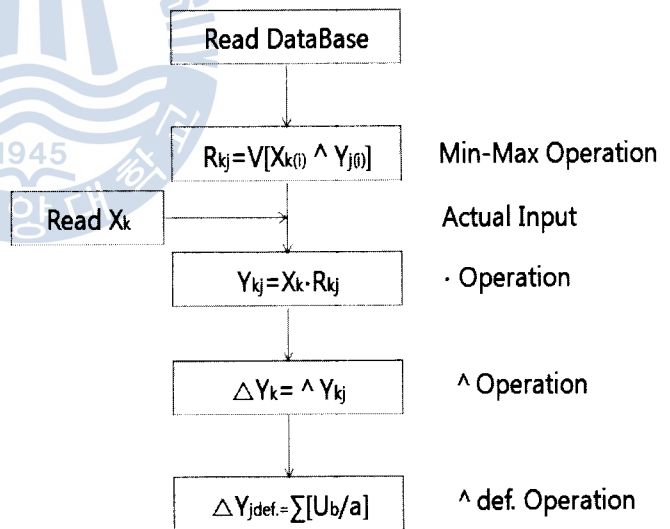 Read DataBase
1945
Rkj=V[Xk(i) ^ Yj(i)] Min-Max Operation
Read Xk Actual Input
Ykj=Xk·Rkj · Operation
△Yk= ^ Ykj ^ Operation
△Yjdef.=∑[Ub/a] ^ def. Operation